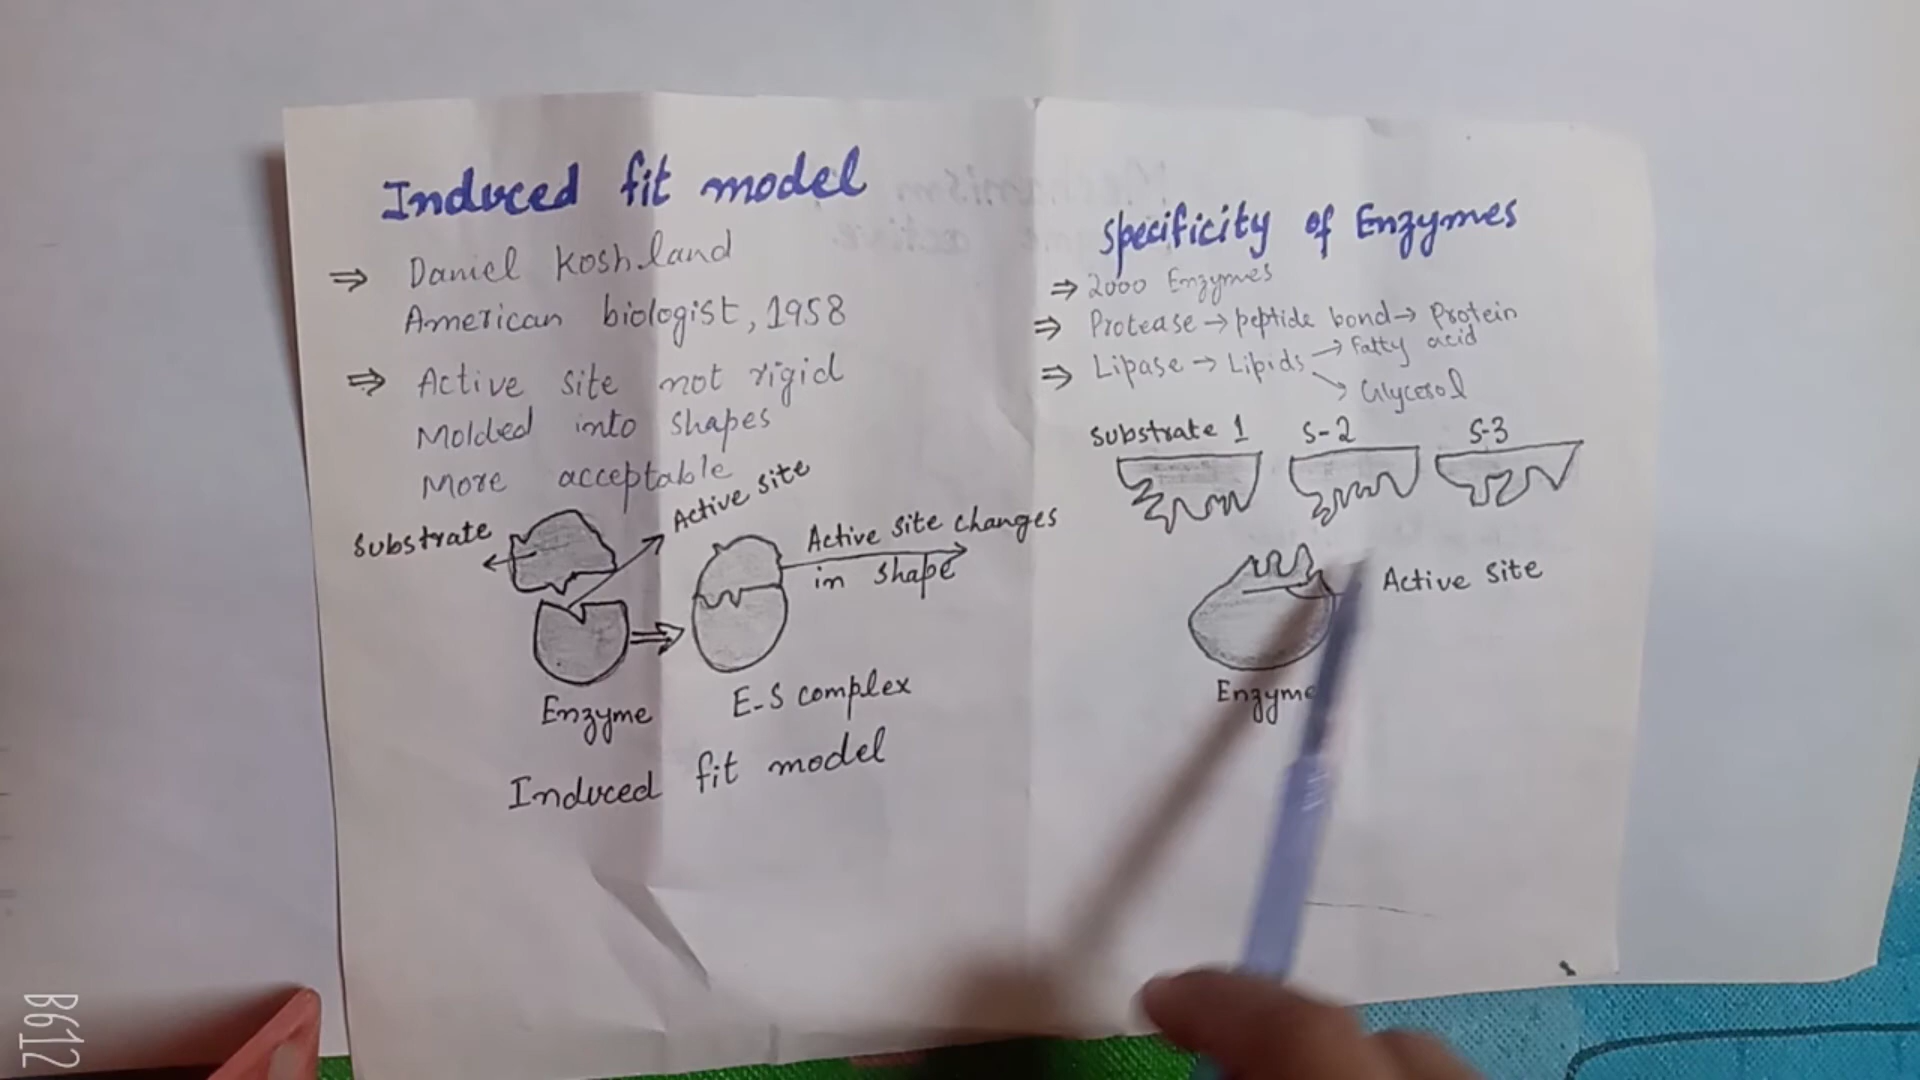 Induced fit model
⇒ Daniel Koshland
American biologist, 1958
⇒ Active site not rigid
Molded into shapes
More acceptable
Substrate
Active site
Active site changes
in shape
Enzyme
E-S complex
Induced fit model
Specificity of Enzymes
⇒ 2000 Enzymes
⇒ Protease → peptide bond → Protein
⇒ Lipase → Lipids → Fatty acid
→ Glycerol
Substrate 1 S-2 S-3
Active site
Enzyme
B612